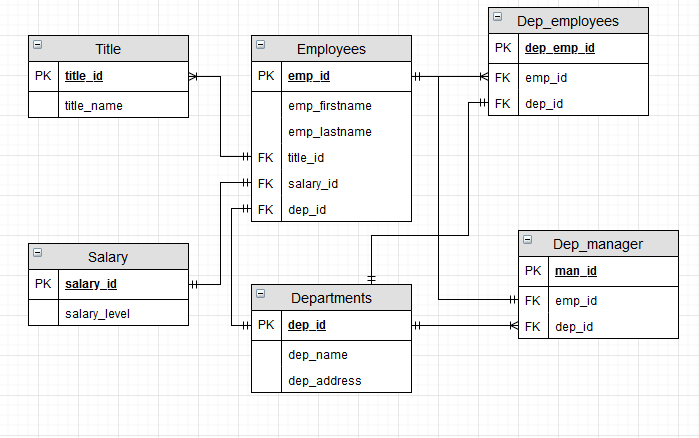 Title
PK title_id
title_name
Employees
PK emp_id
emp_firstname
emp_lastname
FK title_id
FK salary_id
FK dep_id
Dep_employees
PK dep_emp_id
FK emp_id
FK dep_id
Salary
PK salary_id
salary_level
Departments
PK dep_id
dep_name
dep_address
Dep_manager
PK man_id
FK emp_id
FK dep_id